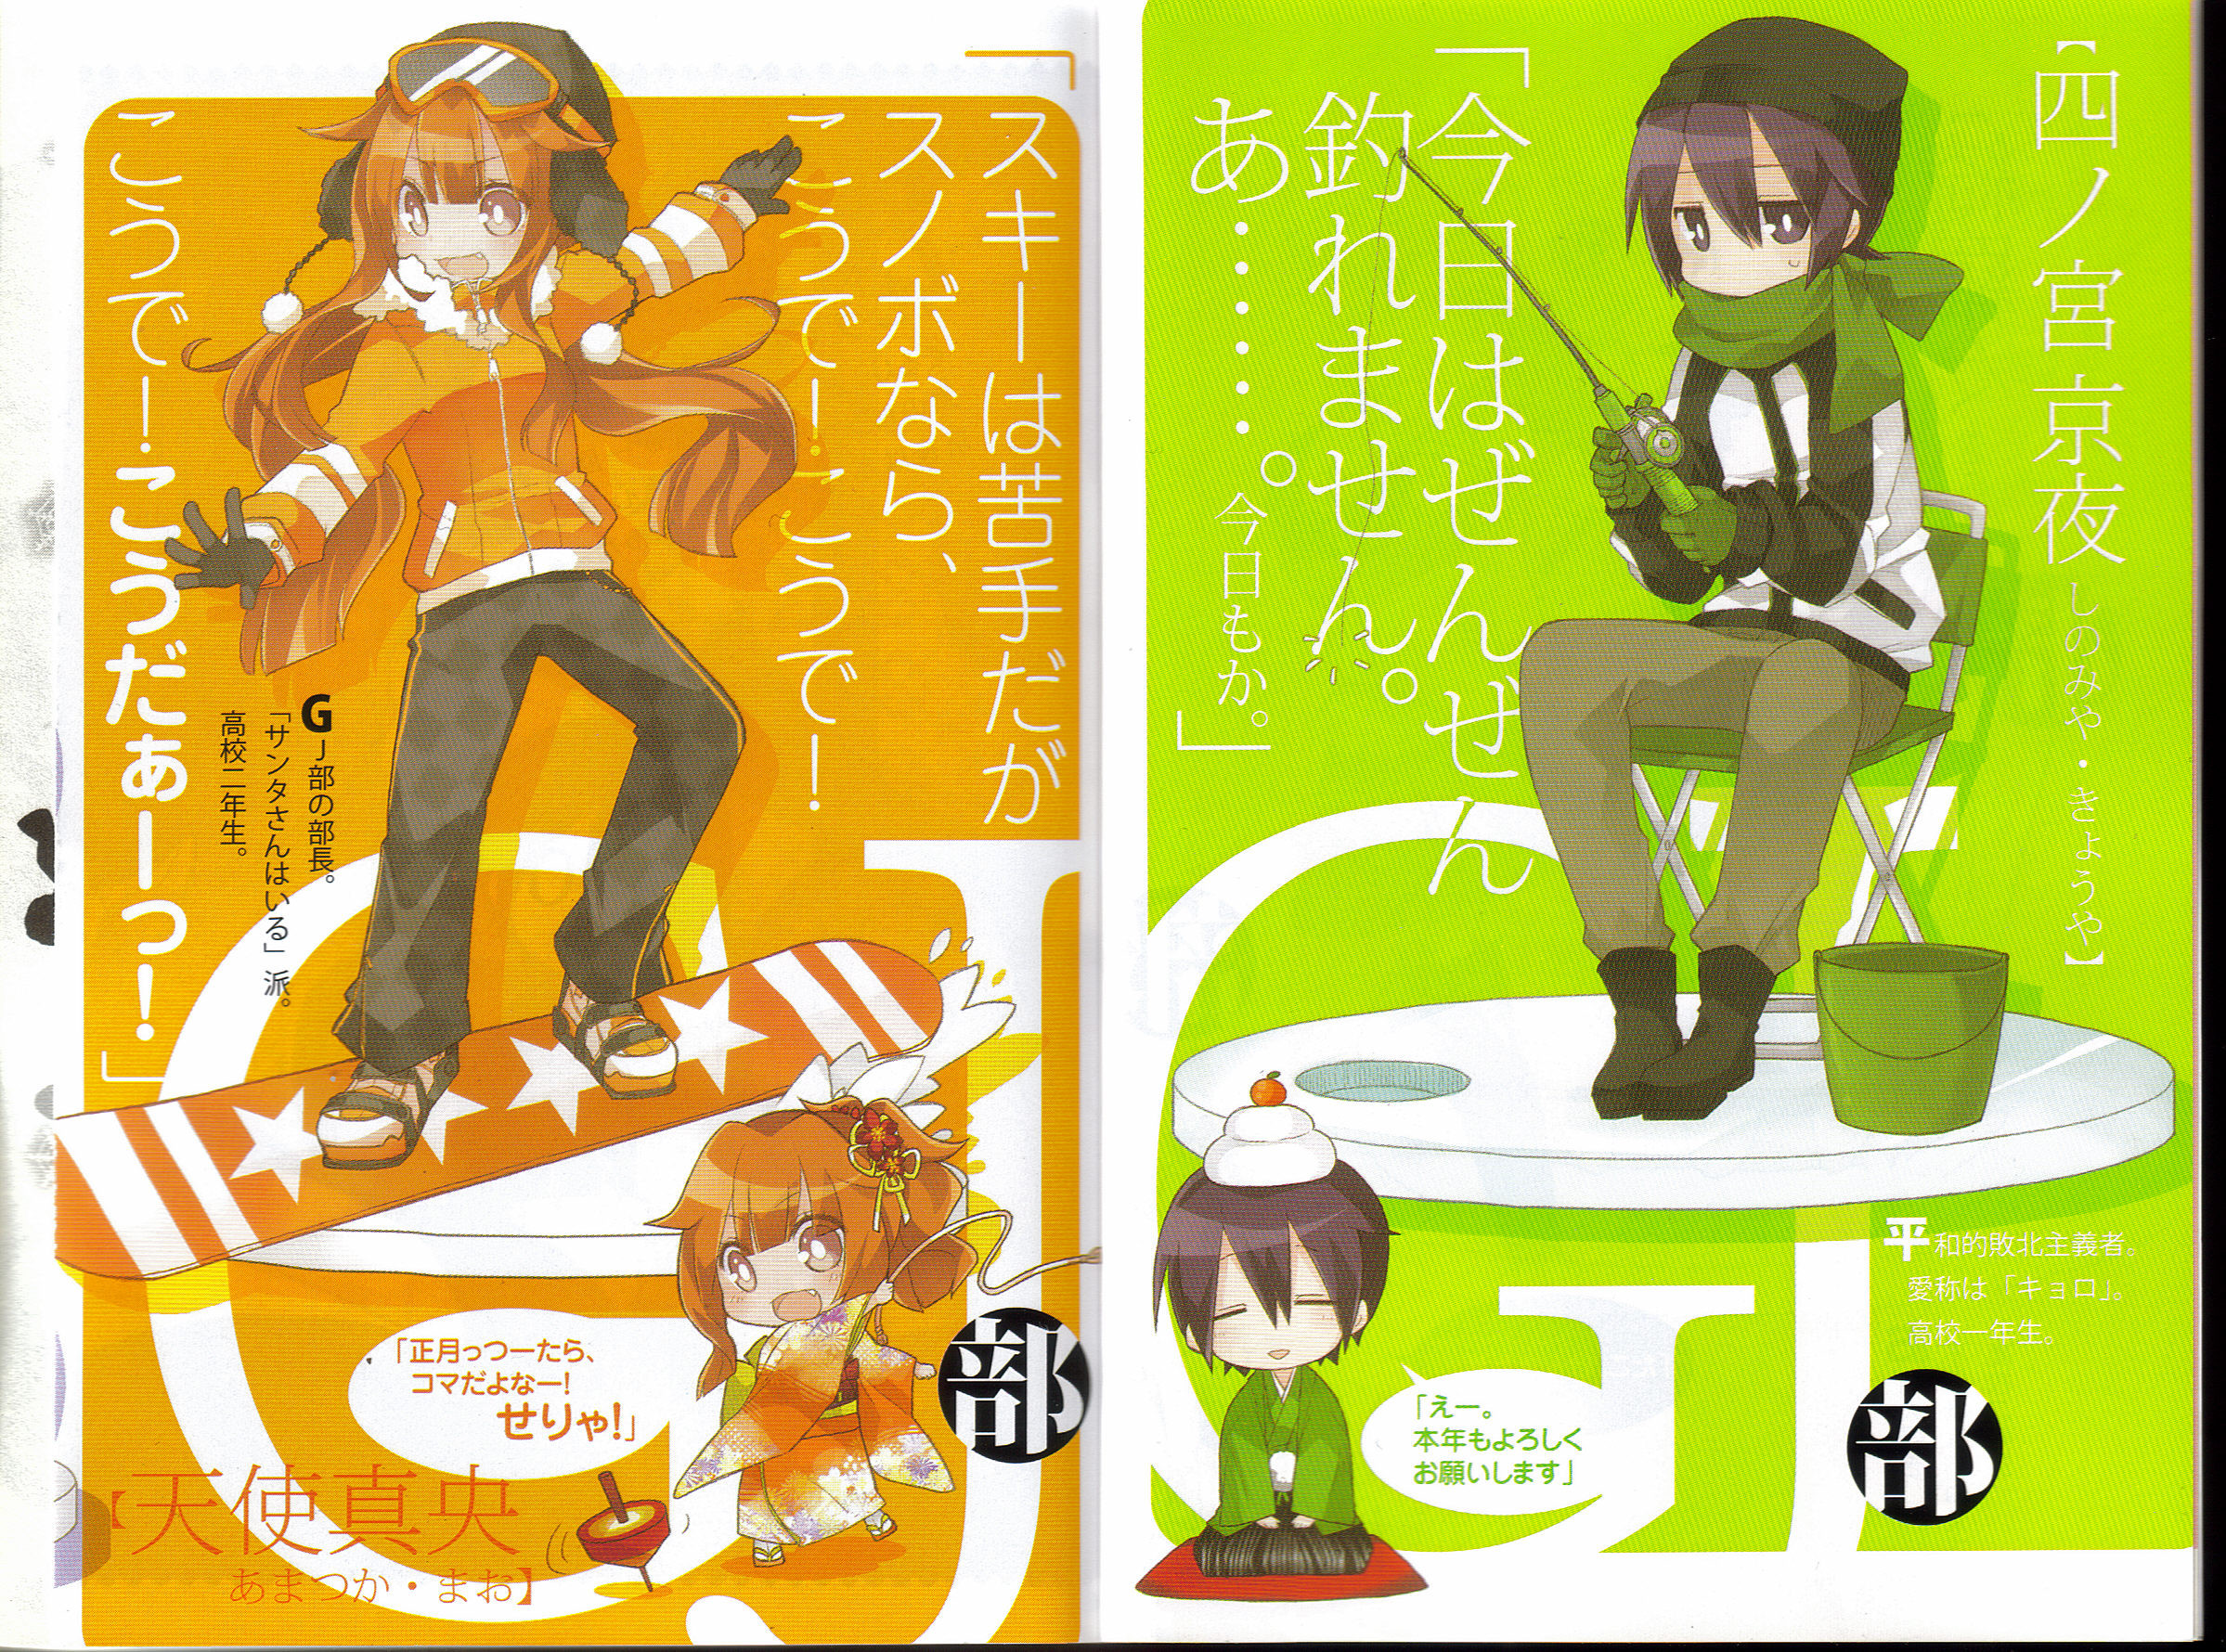 【四ノ宮京夜 しのみや・きょうや】
「今日はぜんぜん
釣れません。
あ……。今日もか。」
平和的敗北主義者。
愛称は「キョロ」。
高校一年生。
「えー。
本年もよろしく
お願いします」
GJ部
「スキーは苦手だが
スノボなら、
こうで!こうで!
こうで!こうだぁーっ!」
GJ部の部長。
「サンタさんはいる」派。
高校二年生。
「正月っつーたら、
コマだよなー!
せりゃ!」
【天使真央
あまつか・まお】
GJ部